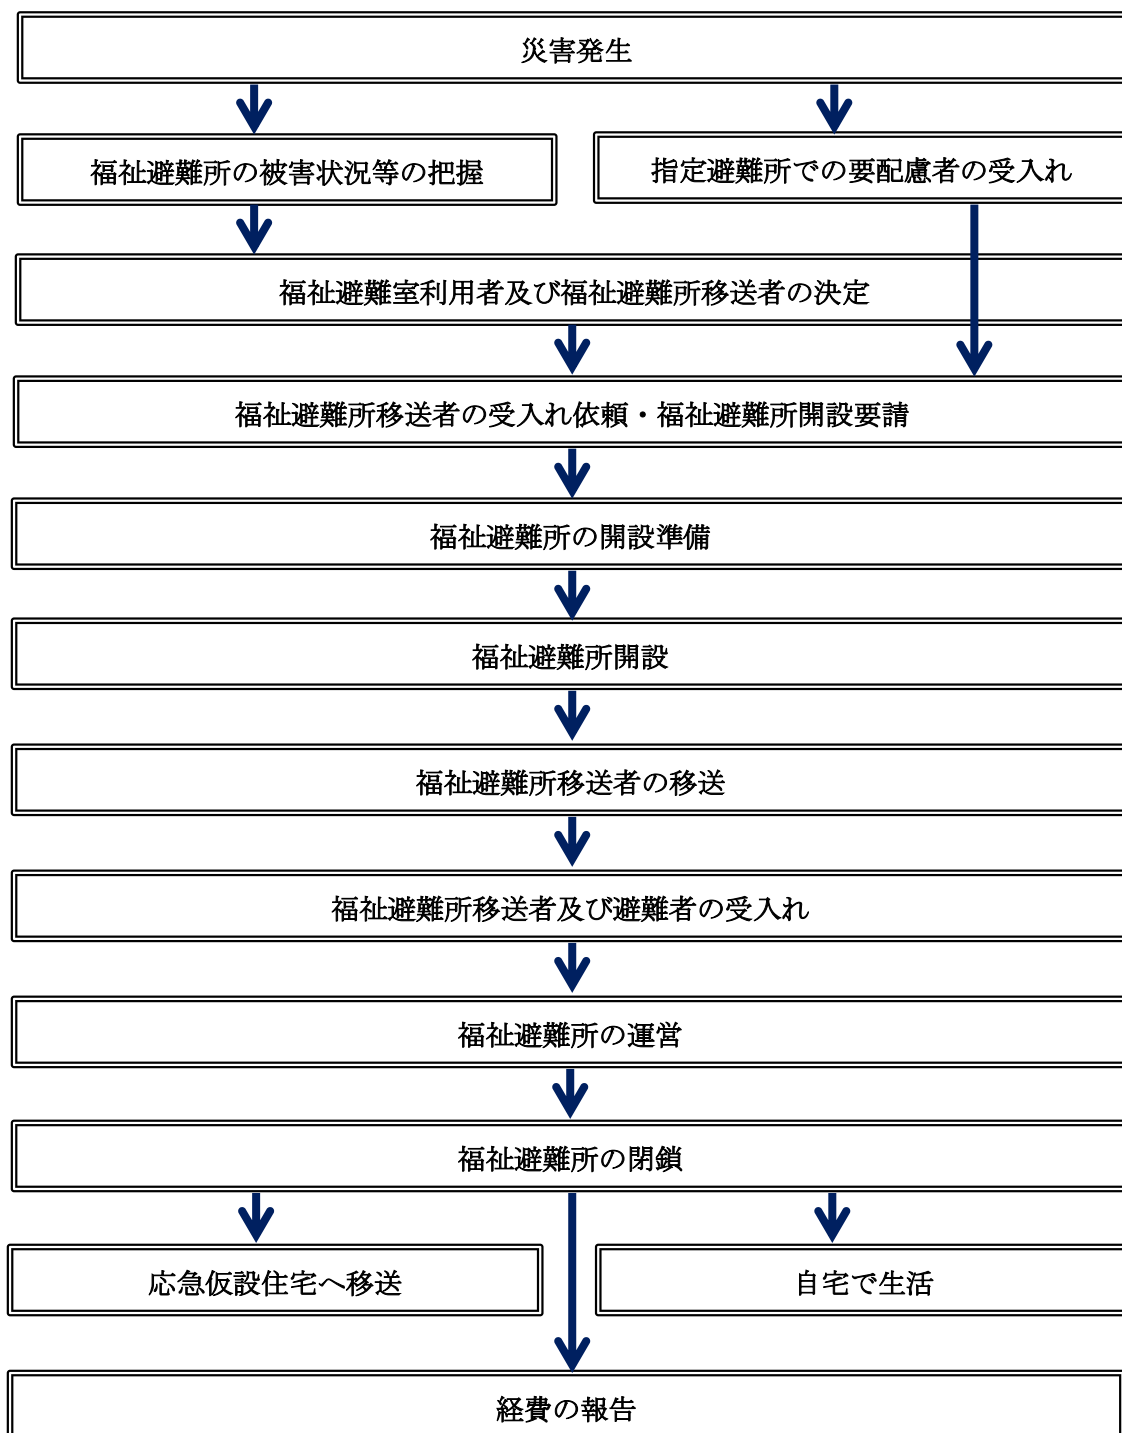 災害発生
福祉避難所の被害状況等の把握
指定避難所での要配慮者の受入れ
福祉避難室利用者及び福祉避難所移送者の決定
福祉避難所移送者の受入れ依頼・福祉避難所開設要請
福祉避難所の開設準備
福祉避難所開設
福祉避難所移送者の移送
福祉避難所移送者及び避難者の受入れ
福祉避難所の運営
福祉避難所の閉鎖
応急仮設住宅へ移送
自宅で生活
経費の報告